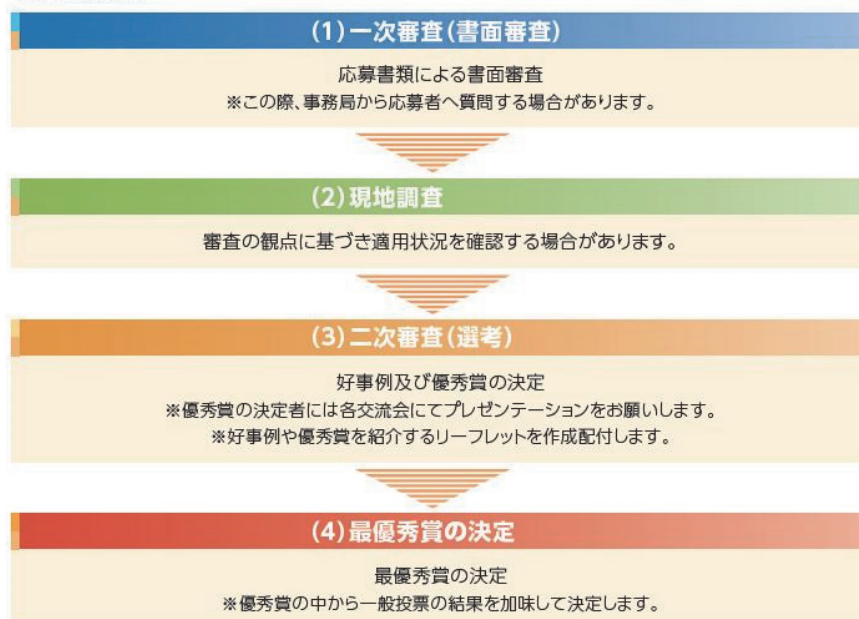 (1)一次審査(書面審査)
応募書類による書面審査
※この際、事務局から応募者へ質問する場合があります。
(2)現地調査
審査の観点に基づき適用状況を確認する場合があります。
(3)二次審査(選考)
好事例及び優秀賞の決定
※優秀賞の決定者には各交流会にてプレゼンテーションをお願いします。
※好事例や優秀賞を紹介するリーフレットを作成配付します。
(4)最優秀賞の決定
最優秀賞の決定
※優秀賞の中から一般投票の結果を加味して決定します。